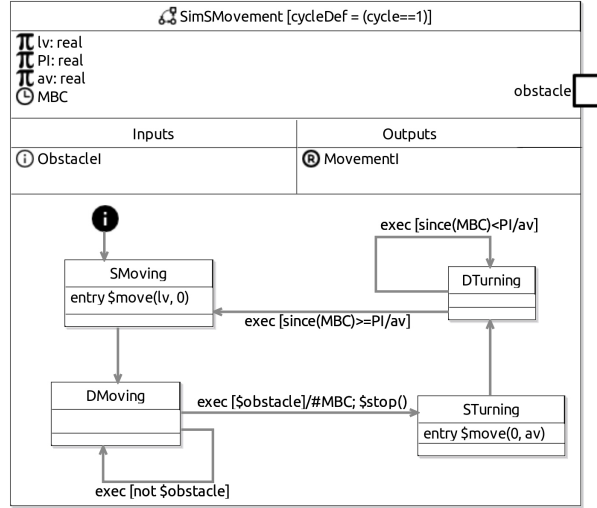 SimSMovement [cycleDef = (cycle==1)]
lv: real
PI: real
av: real
MBC
obstacle
Inputs
Outputs
i ObstacleI
R MovementI
i
exec [since(MBC)<PI/av]
SMoving
entry $move(lv, 0)
DTurning
exec [since(MBC)>=PI/av]
DMoving
exec [$obstacle]/#MBC; $stop()
STurning
entry $move(0, av)
exec [not $obstacle]